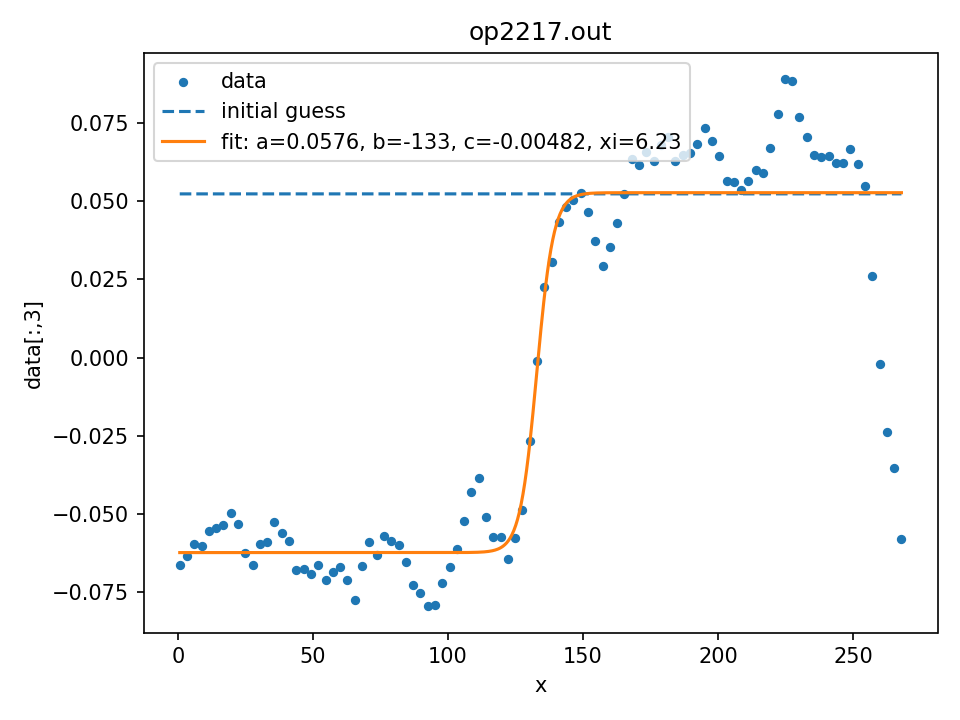 op2217.out
data
initial guess
fit: a=0.0576, b=-133, c=-0.00482, xi=6.23
0.075
0.050
0.025
0.000
−0.025
−0.050
−0.075
data[:,3]
0
50
100
150
200
250
x